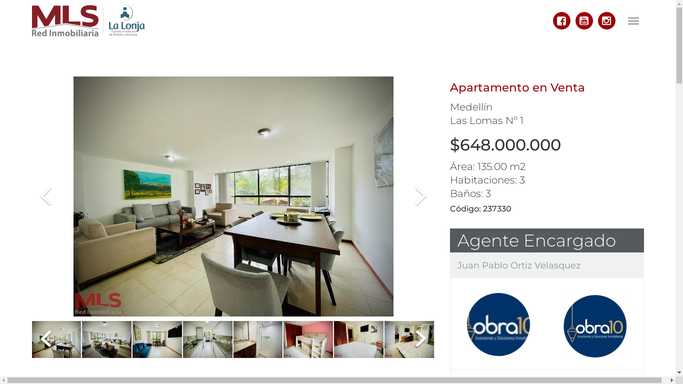 MLS
Red Inmobiliaria
La Lonja
Apartamento en Venta
Medellín
Las Lomas Nº 1
$648.000.000
Área: 135.00 m2
Habitaciones: 3
Baños: 3
Código: 237330
Agente Encargado
Juan Pablo Ortiz Velasquez
MLS
Red Inmobiliaria
obra10
obra10